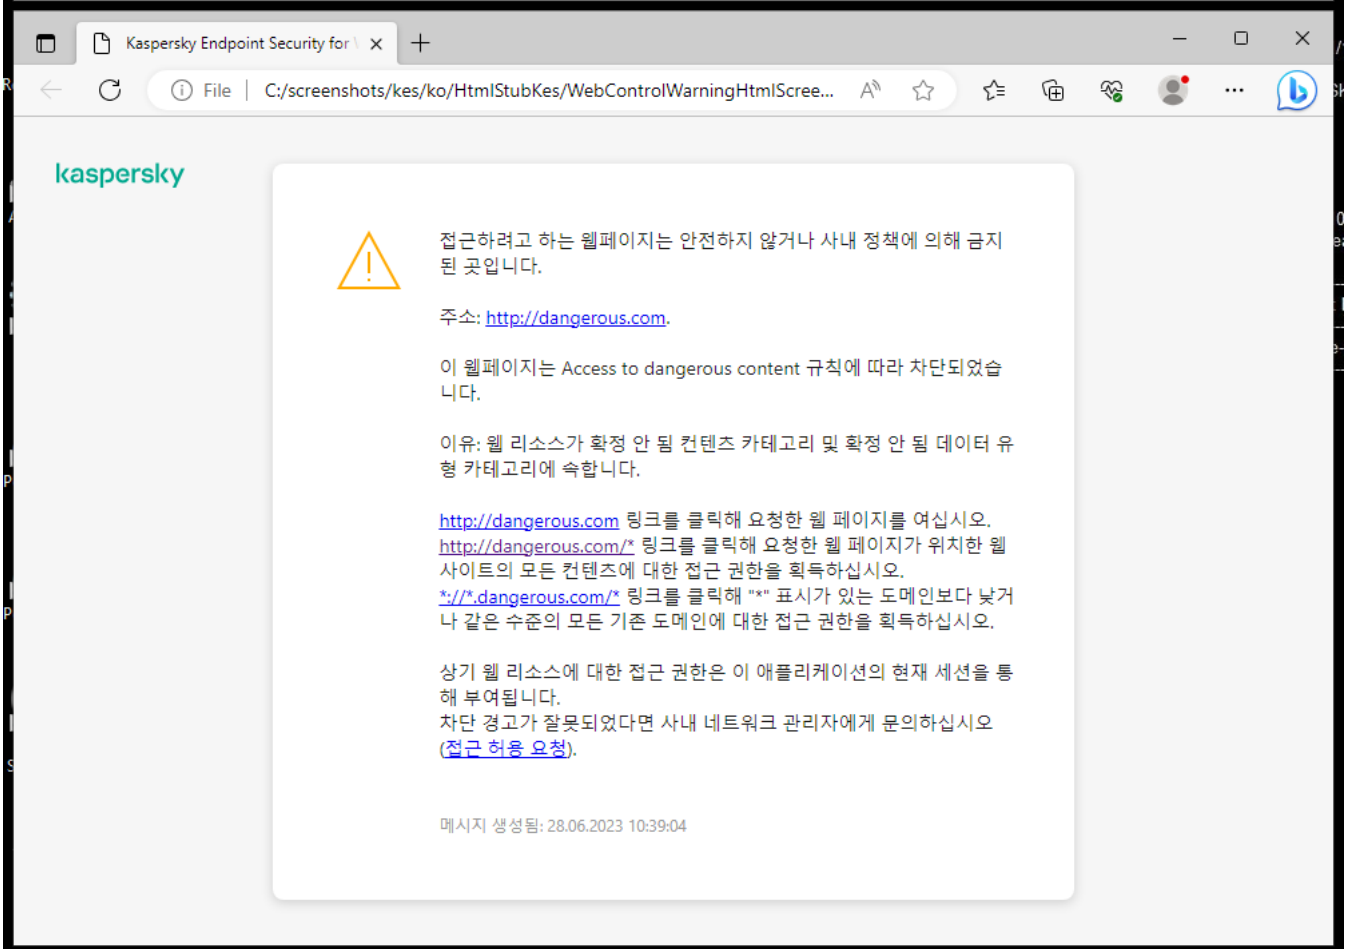 Kaspersky Endpoint Security for
File
C:/screenshots/kes/ko/HtmlStubKes/WebControlWarningHtmlScree...
kaspersky
접근하려고 하는 웹페이지는 안전하지 않거나 사내 정책에 의해 금지
된 곳입니다.
주소: http://dangerous.com.
이 웹페이지는 Access to dangerous content 규칙에 따라 차단되었습
니다.
이유: 웹 리소스가 확정 안 됨 컨텐츠 카테고리 및 확정 안 됨 데이터 유
형 카테고리에 속합니다.
http://dangerous.com 링크를 클릭해 요청한 웹 페이지를 여십시오.
http://dangerous.com/* 링크를 클릭해 요청한 웹 페이지가 위치한 웹
사이트의 모든 컨텐츠에 대한 접근 권한을 획득하십시오.
*://*.dangerous.com/* 링크를 클릭해 "*" 표시가 있는 도메인보다 낮거
나 같은 수준의 모든 기존 도메인에 대한 접근 권한을 획득하십시오.
상기 웹 리소스에 대한 접근 권한은 이 애플리케이션의 현재 세션을 통
해 부여됩니다.
차단 경고가 잘못되었다면 사내 네트워크 관리자에게 문의하십시오
(접근 허용 요청).
메시지 생성됨: 28.06.2023 10:39:04